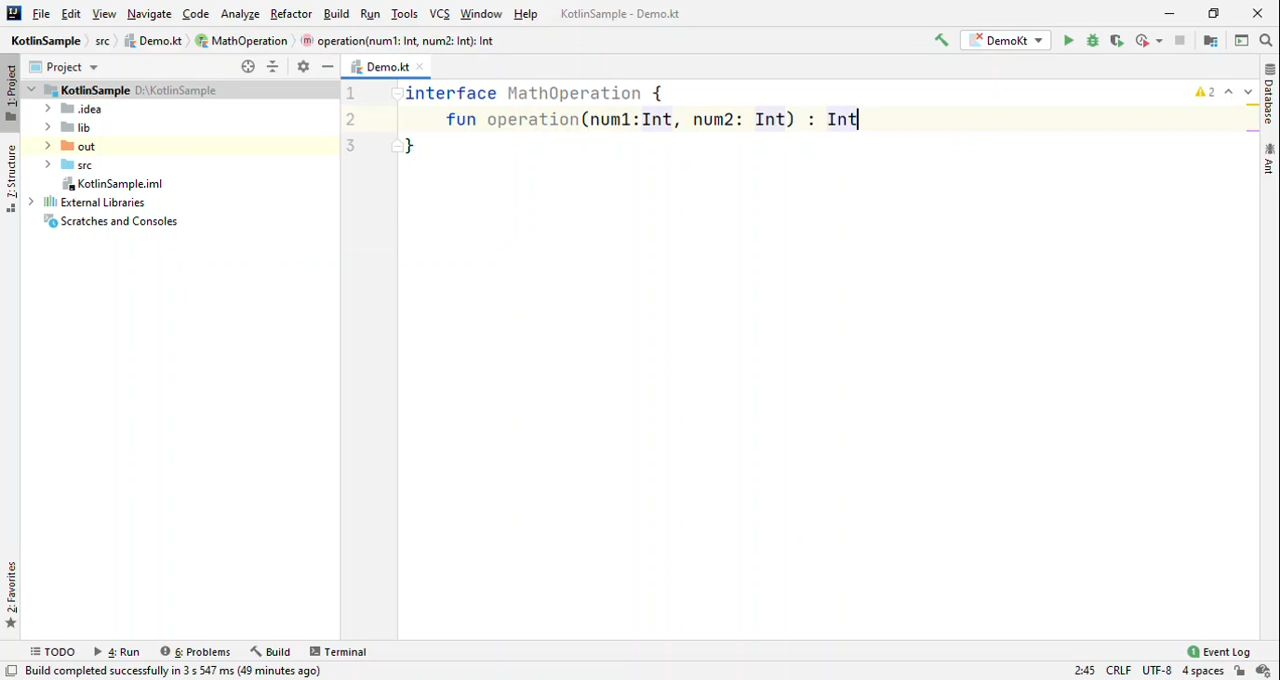 File Edit View Navigate Code Analyze Refactor Build Run Tools VCS Window Help KotlinSample - Demo.kt
KotlinSample src Demo.kt MathOperation operation(num1: Int, num2: Int): Int DemoKt
1: Project
Project
Demo.kt
KotlinSample D:\KotlinSample
.idea
lib
out
src
KotlinSample.iml
External Libraries
Scratches and Consoles
1 interface MathOperation {
2 fun operation(num1:Int, num2: Int) : Int
3 }
2
Database
Ant
7: Structure
2: Favorites
TODO 4: Run 6: Problems Build Terminal 1 Event Log
Build completed successfully in 3 s 547 ms (49 minutes ago) 2:45 CRLF UTF-8 4 spaces